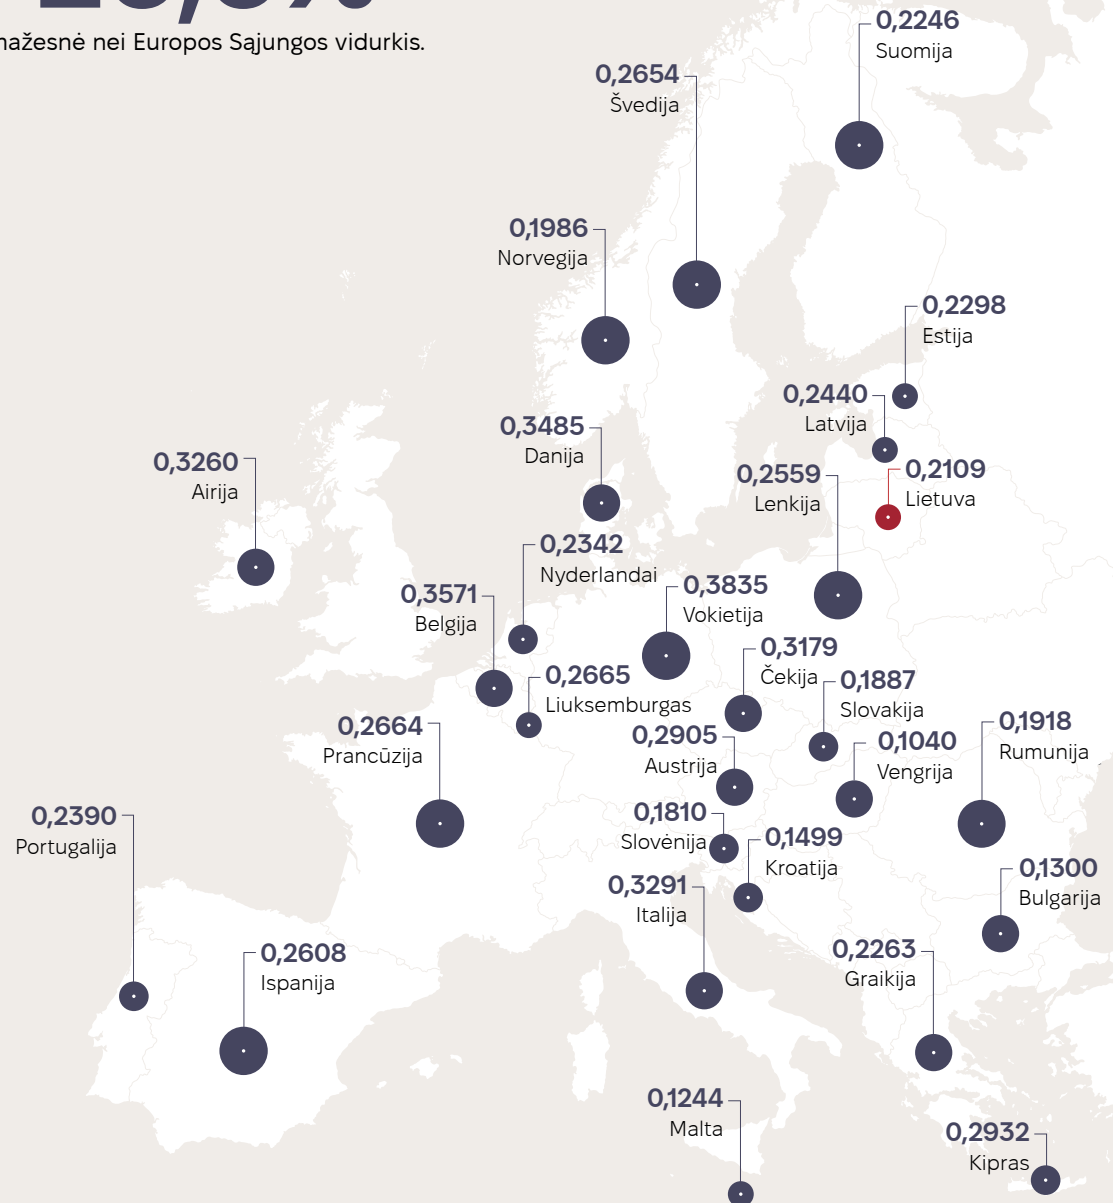 mažesnė nei Europos Sąjungos vidurkis.
0,2246
Suomija
0,2654
Švedija
0,1986
Norvegija
0,2298
Estija
0,2440
Latvija
0,3485
Danija
0,3260
Airija
0,2109
Lietuva
0,2559
Lenkija
0,2342
Nyderlandai
0,3835
Vokietija
0,3571
Belgija
0,3179
Čekija
0,2665
Liuksemburgas
0,1887
Slovakija
0,2664
Prancūzija
0,2905
Austrija
0,1040
Vengrija
0,1918
Rumunija
0,2390
Portugalija
0,1810
Slovėnija
0,1499
Kroatija
0,3291
Italija
0,1300
Bulgarija
0,2608
Ispanija
0,2263
Graikija
0,1244
Malta
0,2932
Kipras